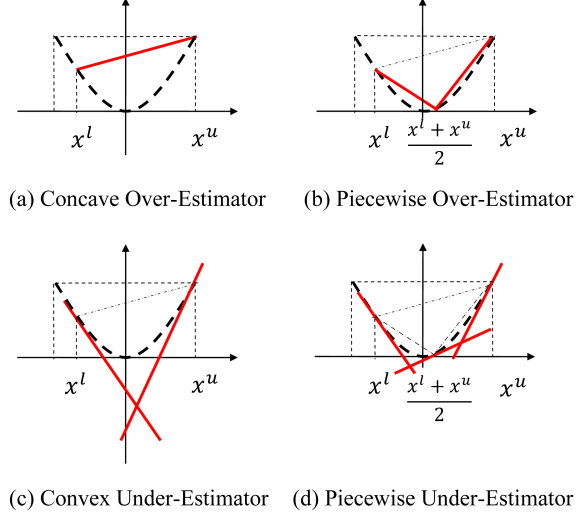 x^l
x^u
x^l
x^l + x^u
2
x^u
(a) Concave Over-Estimator
(b) Piecewise Over-Estimator
x^l
x^u
x^l
x^l + x^u
2
x^u
(c) Convex Under-Estimator
(d) Piecewise Under-Estimator